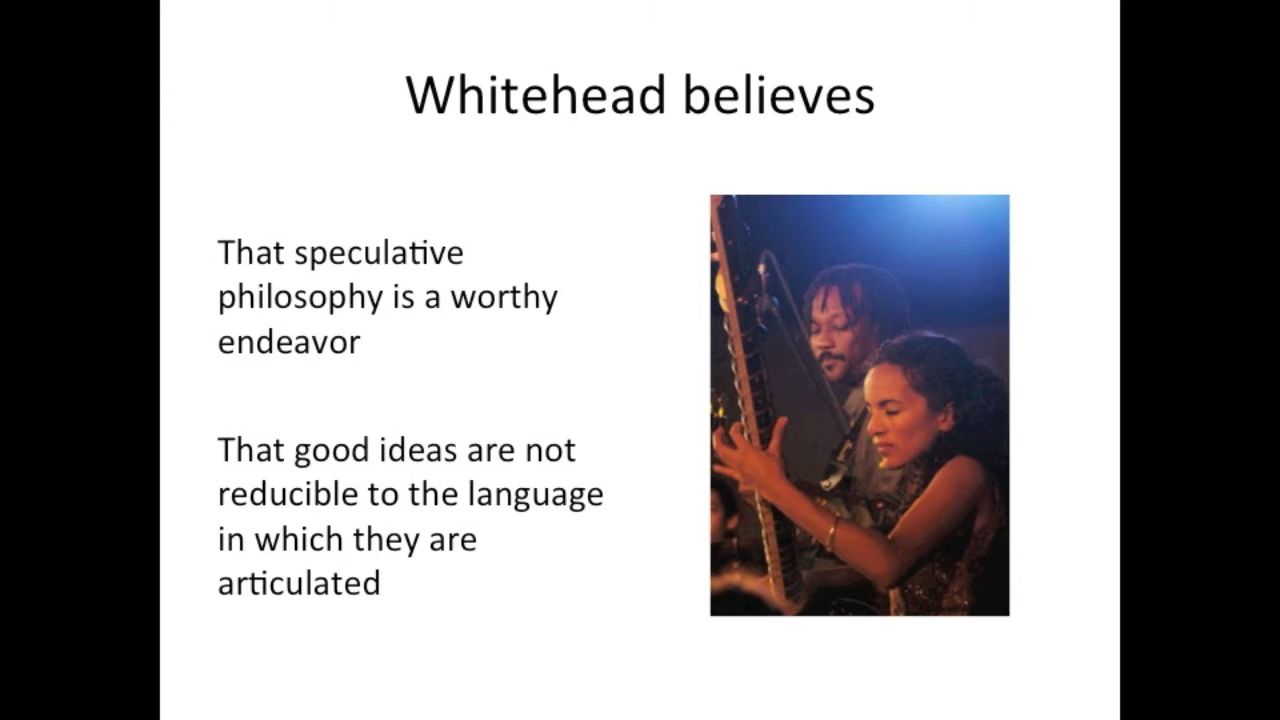 Whitehead believes
That speculative
philosophy is a worthy
endeavor
That good ideas are not
reducible to the language
in which they are
articulated